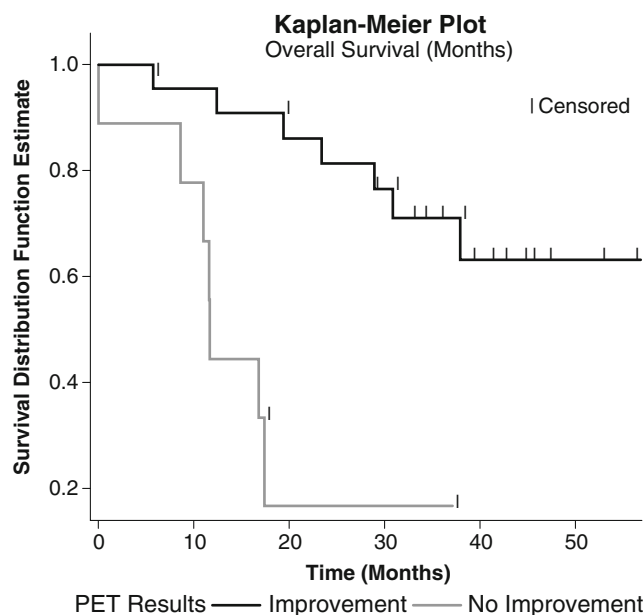 Kaplan-Meier Plot
Overall Survival (Months)
Survival Distribution Function Estimate
1.0
0.8
0.6
0.4
0.2
| Censored
0 10 20 30 40 50
Time (Months)
PET Results Improvement No Improvement